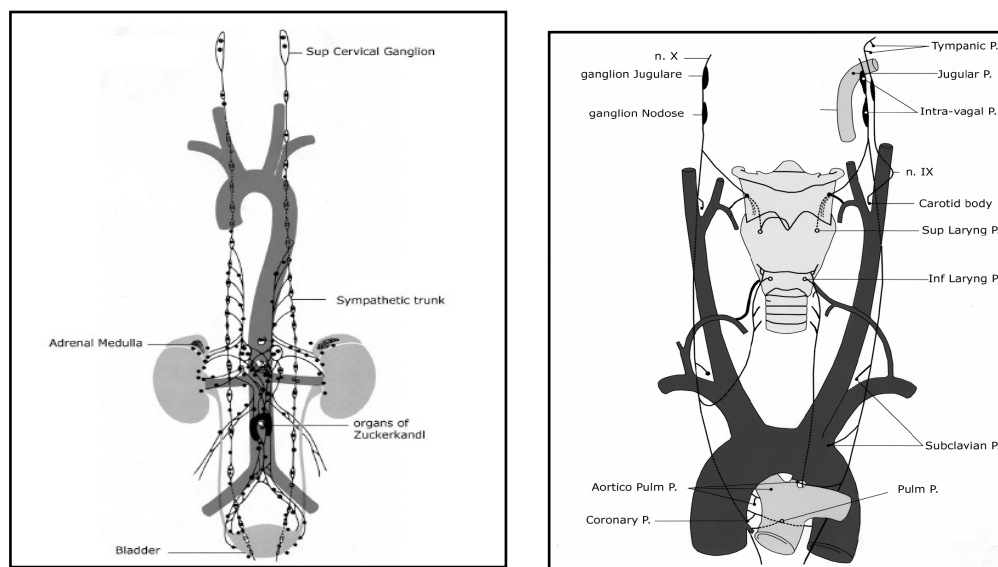 Sup Cervical Ganglion
Sympathetic trunk
Adrenal Medulla
organs of
Zuckerkandl
Bladder
n. X
Tympanic P.
ganglion Jugulare
Jugular P.
ganglion Nodose
Intra-vagal P.
n. IX
Carotid body
Sup Laryng P.
Inf Laryng P.
Subclavian P.
Aortico Pulm P.
Pulm P.
Coronary P.